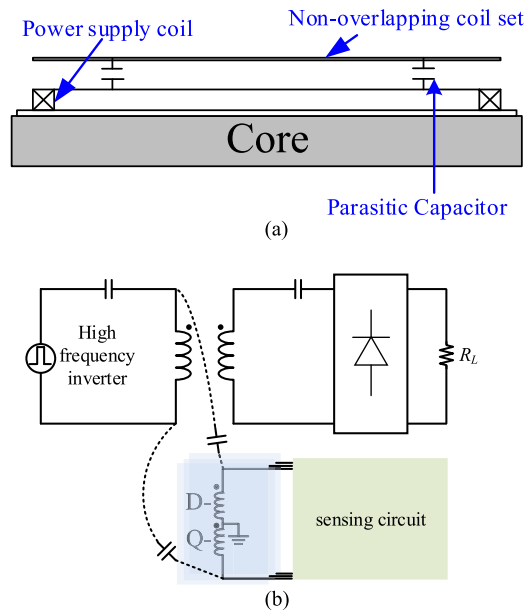 Power supply coil
Non-overlapping coil set
Core
Parasitic Capacitor
(a)
High
frequency
inverter
R_L
D-
Q-
sensing circuit
(b)